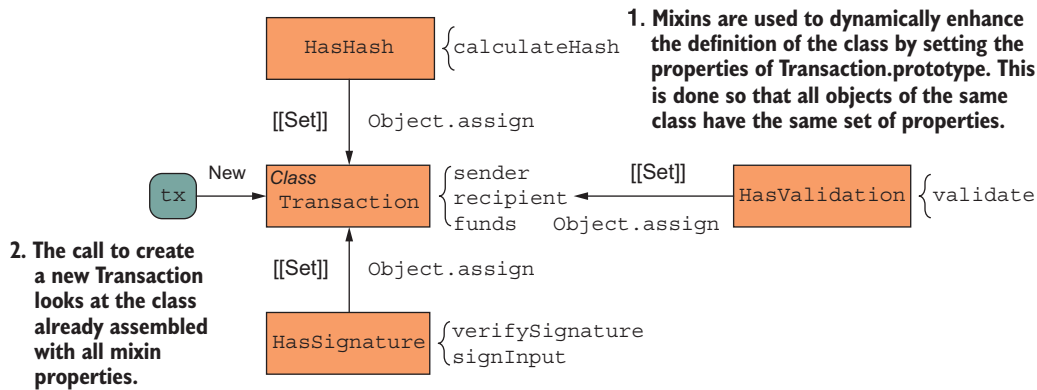 1. Mixins are used to dynamically enhance
the definition of the class by setting the
properties of Transaction.prototype. This
is done so that all objects of the same
class have the same set of properties.
HasHash
calculateHash
[[Set]]
Object.assign
tx
New
Class
Transaction
sender
recipient
funds
[[Set]]
Object.assign
HasValidation
validate
2. The call to create
a new Transaction
looks at the class
already assembled
with all mixin
properties.
[[Set]]
Object.assign
HasSignature
verifySignature
signInput